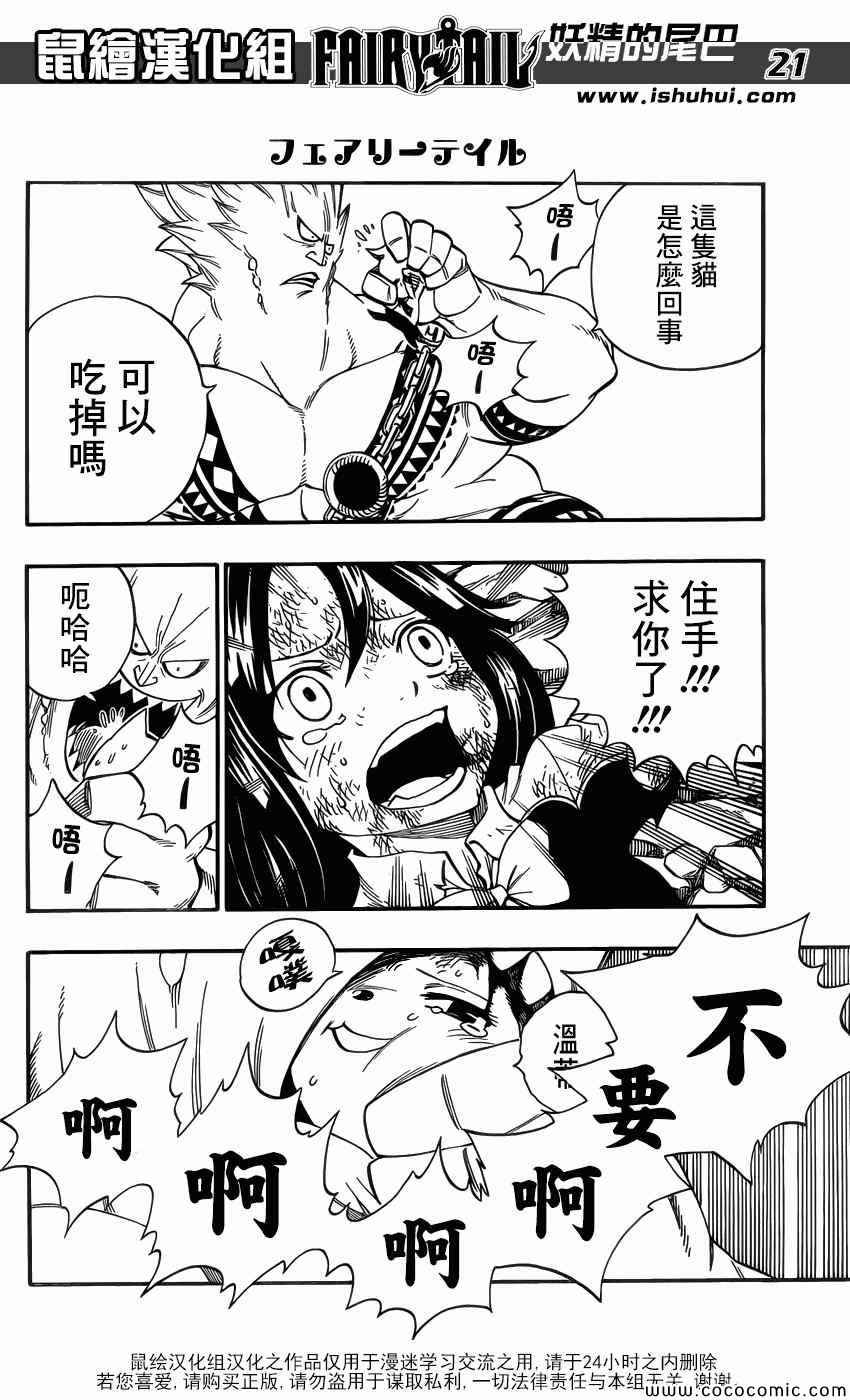 鼠繪漢化組
FAIRY TAIL
妖精的尾巴
21
www.ishuhui.com
フェアリーテイル
這隻貓
是怎麼回事
唔ー
唔ー
可以
吃掉嗎
住手!!!
求你了!!!
呃哈哈
唔ー
唔ー
嘎噗
溫
不要
啊啊啊啊
鼠绘汉化组汉化之作品仅用于漫迷学习交流之用,请于24小时之内删除
若您喜爱,请购买正版,请勿盗用于谋取私利,一切法律责任与本组无关,谢谢.
www.cococomic.com